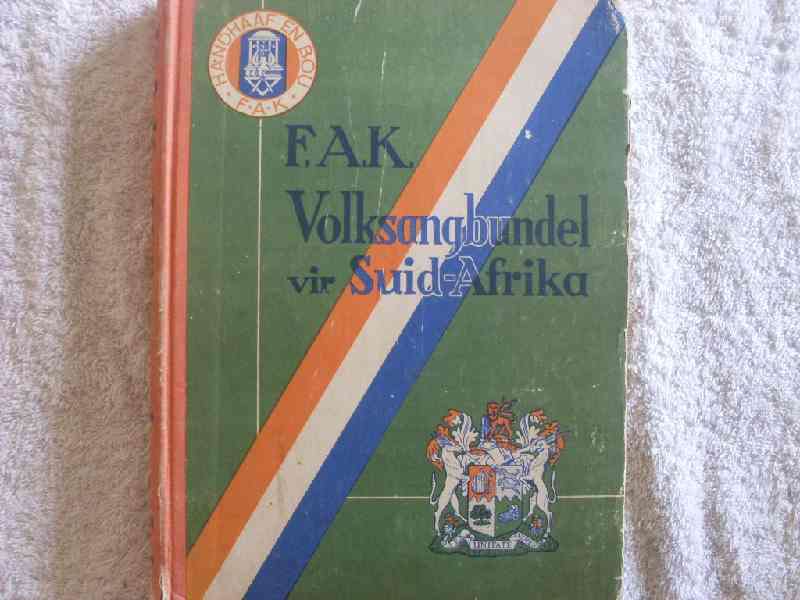 HANDHAAF EN BOU
· F · A · K ·
F.A.K.
Volksangbundel
vir Suid-Afrika
UNITATE